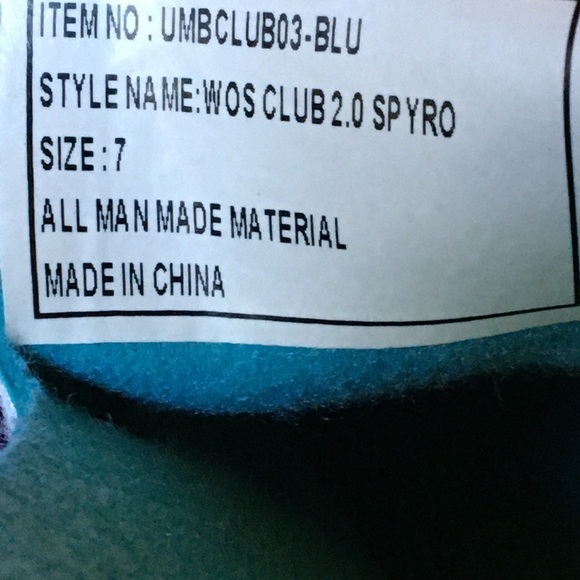 ITEM NO : UMBCLUB03-BLU
STYLE NAME:WOS CLUB 2.0 SPYRO
SIZE : 7
ALL MAN MADE MATERIAL
MADE IN CHINA